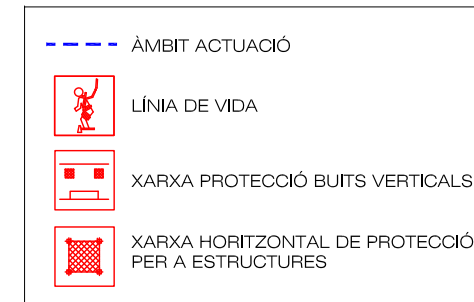 ÀMBIT ACTUACIÓ
LÍNIA DE VIDA
XARXA PROTECCIÓ BUITS VERTICALS
XARXA HORITZONTAL DE PROTECCIÓ
PER A ESTRUCTURES